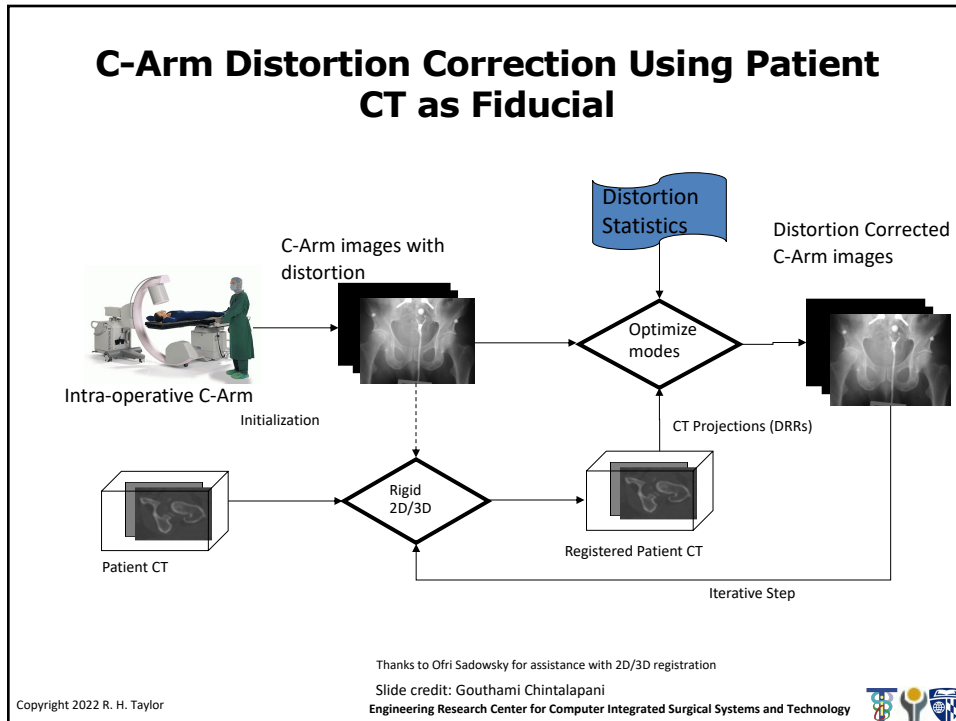 C-Arm Distortion Correction Using Patient
CT as Fiducial
Distortion
Statistics
C-Arm images with
distortion
Distortion Corrected
C-Arm images
Optimize
modes
Intra-operative C-Arm
Initialization
CT Projections (DRRs)
Rigid
2D/3D
Patient CT
Registered Patient CT
Iterative Step
Thanks to Ofri Sadowsky for assistance with 2D/3D registration
Slide credit: Gouthami Chintalapani
Copyright 2022 R. H. Taylor
Engineering Research Center for Computer Integrated Surgical Systems and Technology